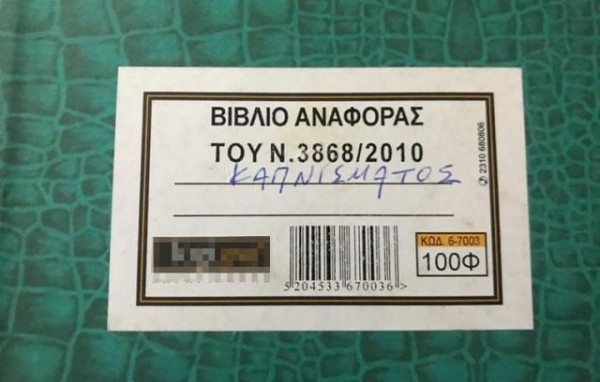 ΒΙΒΛΙΟ ΑΝΑΦΟΡΑΣ
ΤΟΥ Ν.3868/2010
ΚΑΠΝΙΣΜΑΤΟΣ
✆ 2310 680806
ΚΩΔ. 6-7003
100Φ
5 204533 670036 >